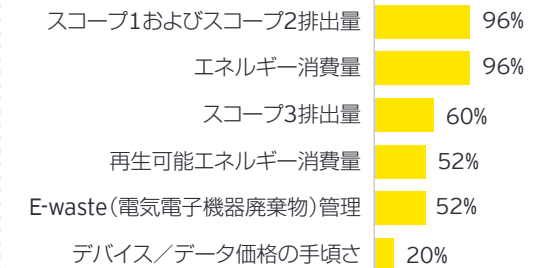 スコープ1およびスコープ2排出量 96%
エネルギー消費量 96%
スコープ3排出量 60%
再生可能エネルギー消費量 52%
E-waste（電気電子機器廃棄物）管理 52%
デバイス／データ価格の手頃さ 20%